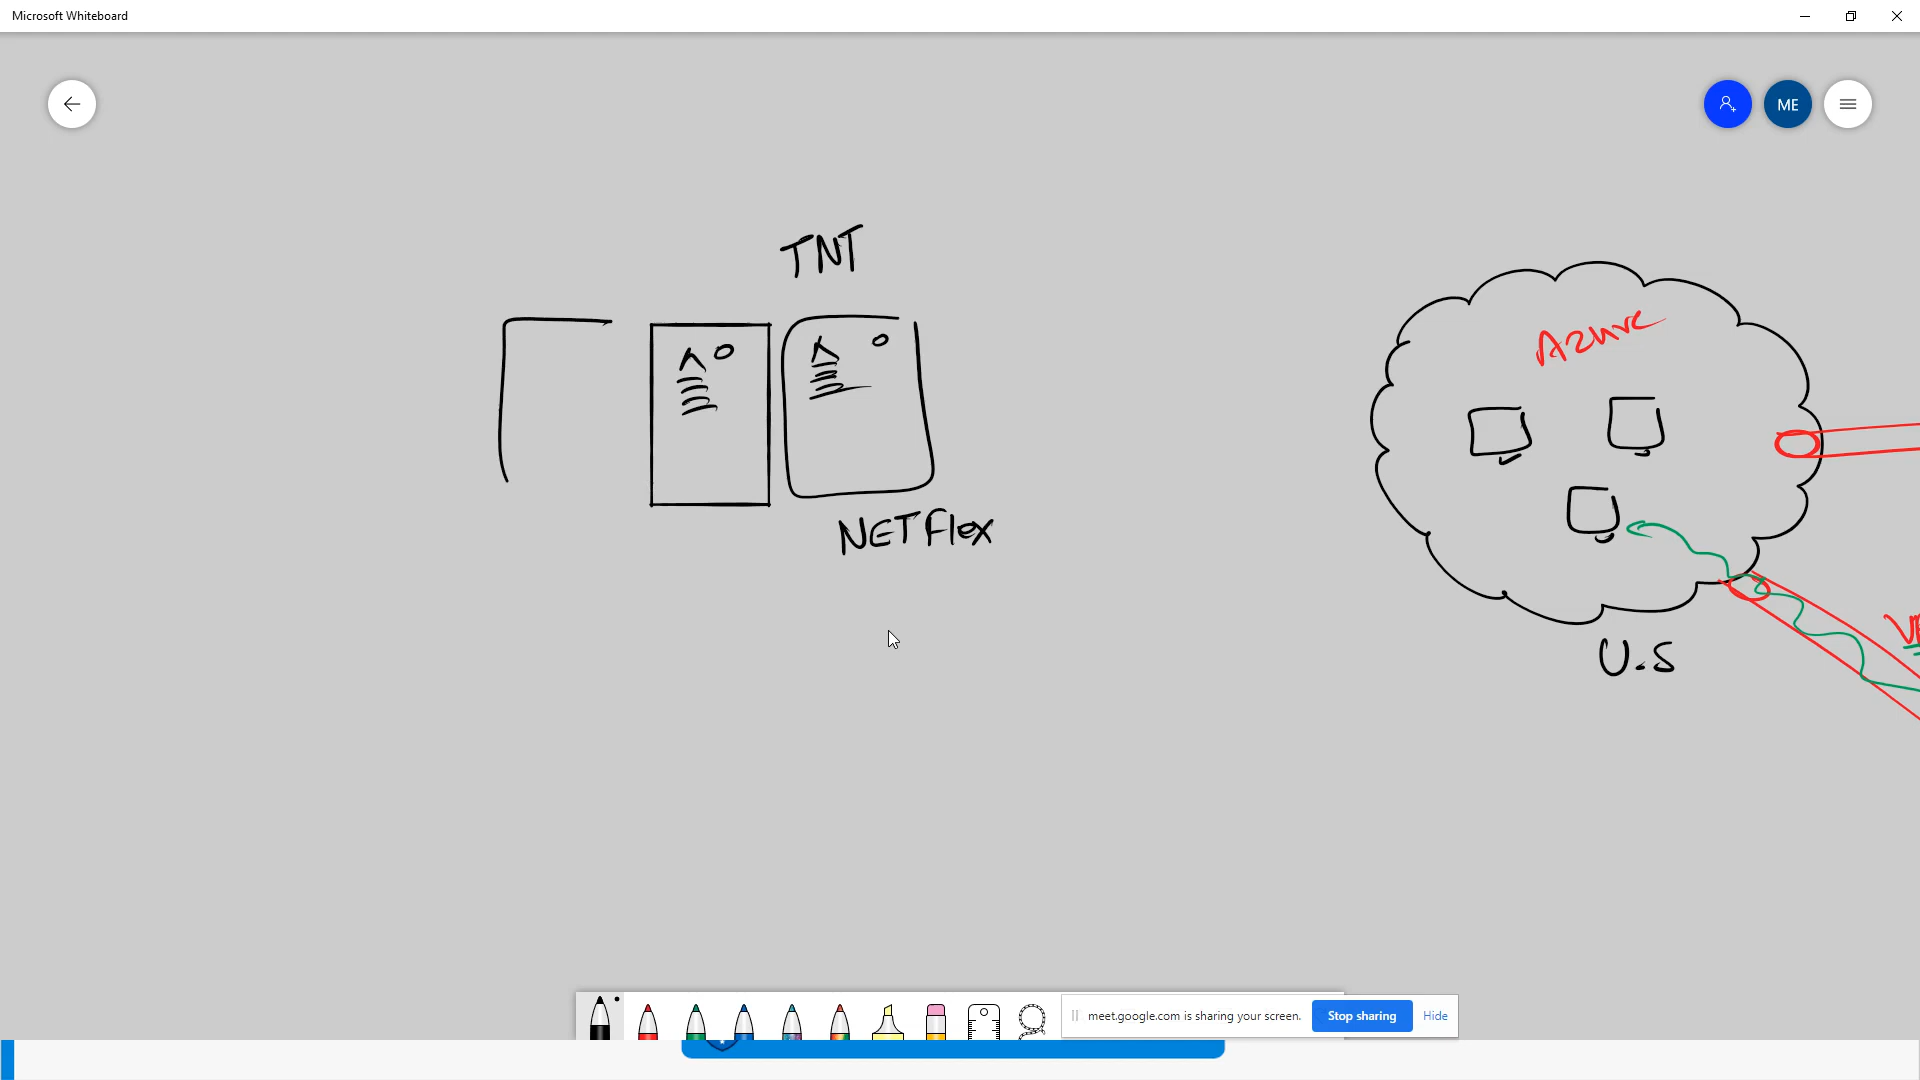 Microsoft Whiteboard
ME
TNT
Azure
NETFlex
U.S
meet.google.com is sharing your screen.
Stop sharing
Hide